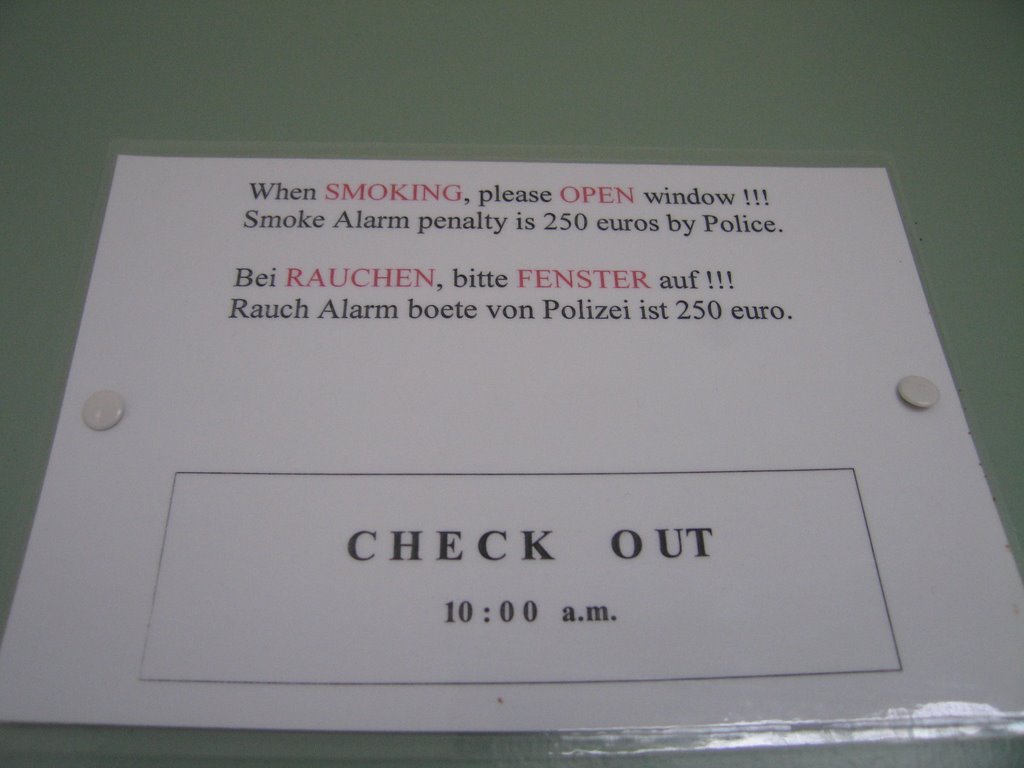 When SMOKING, please OPEN window !!!
Smoke Alarm penalty is 250 euros by Police.
Bei RAUCHEN, bitte FENSTER auf !!!
Rauch Alarm boete von Polizei ist 250 euro.
CHECK OUT
10:00 a.m.